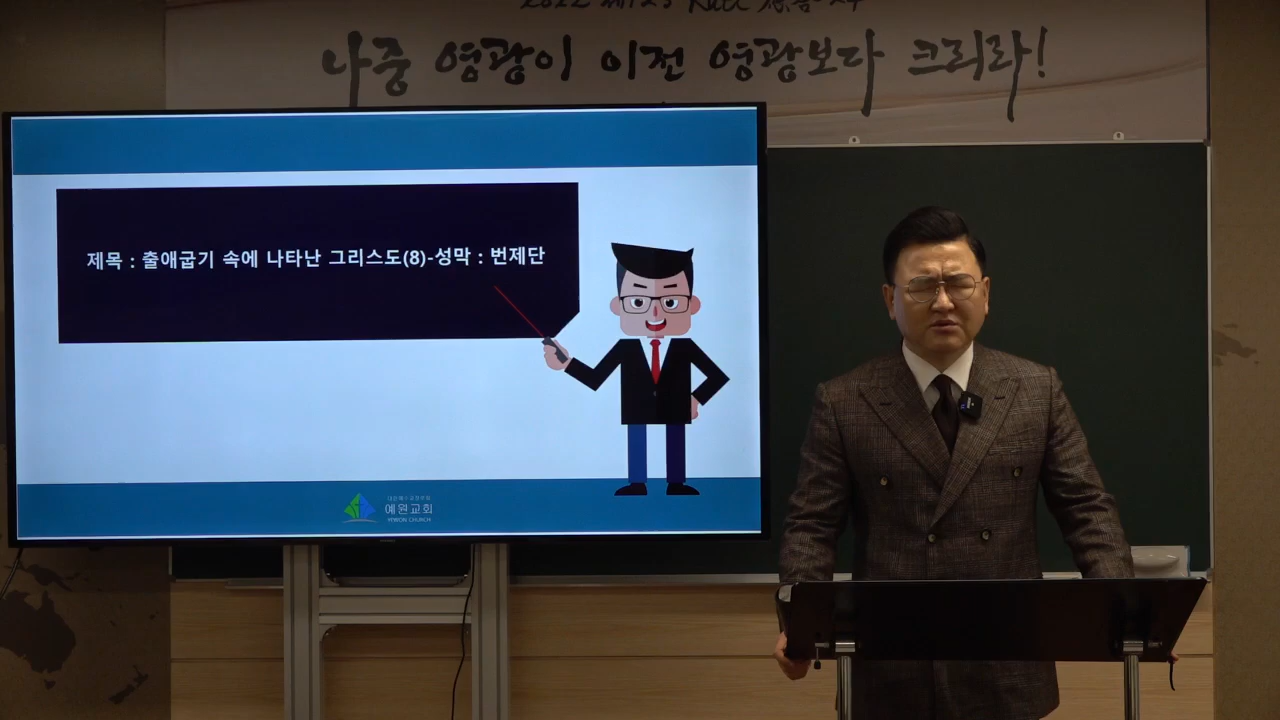 나중 영광이 이전 영광보다 크리라!
제목 : 출애굽기 속에 나타난 그리스도(8)-성막 : 번제단
예원교회
YEWON CHURCH